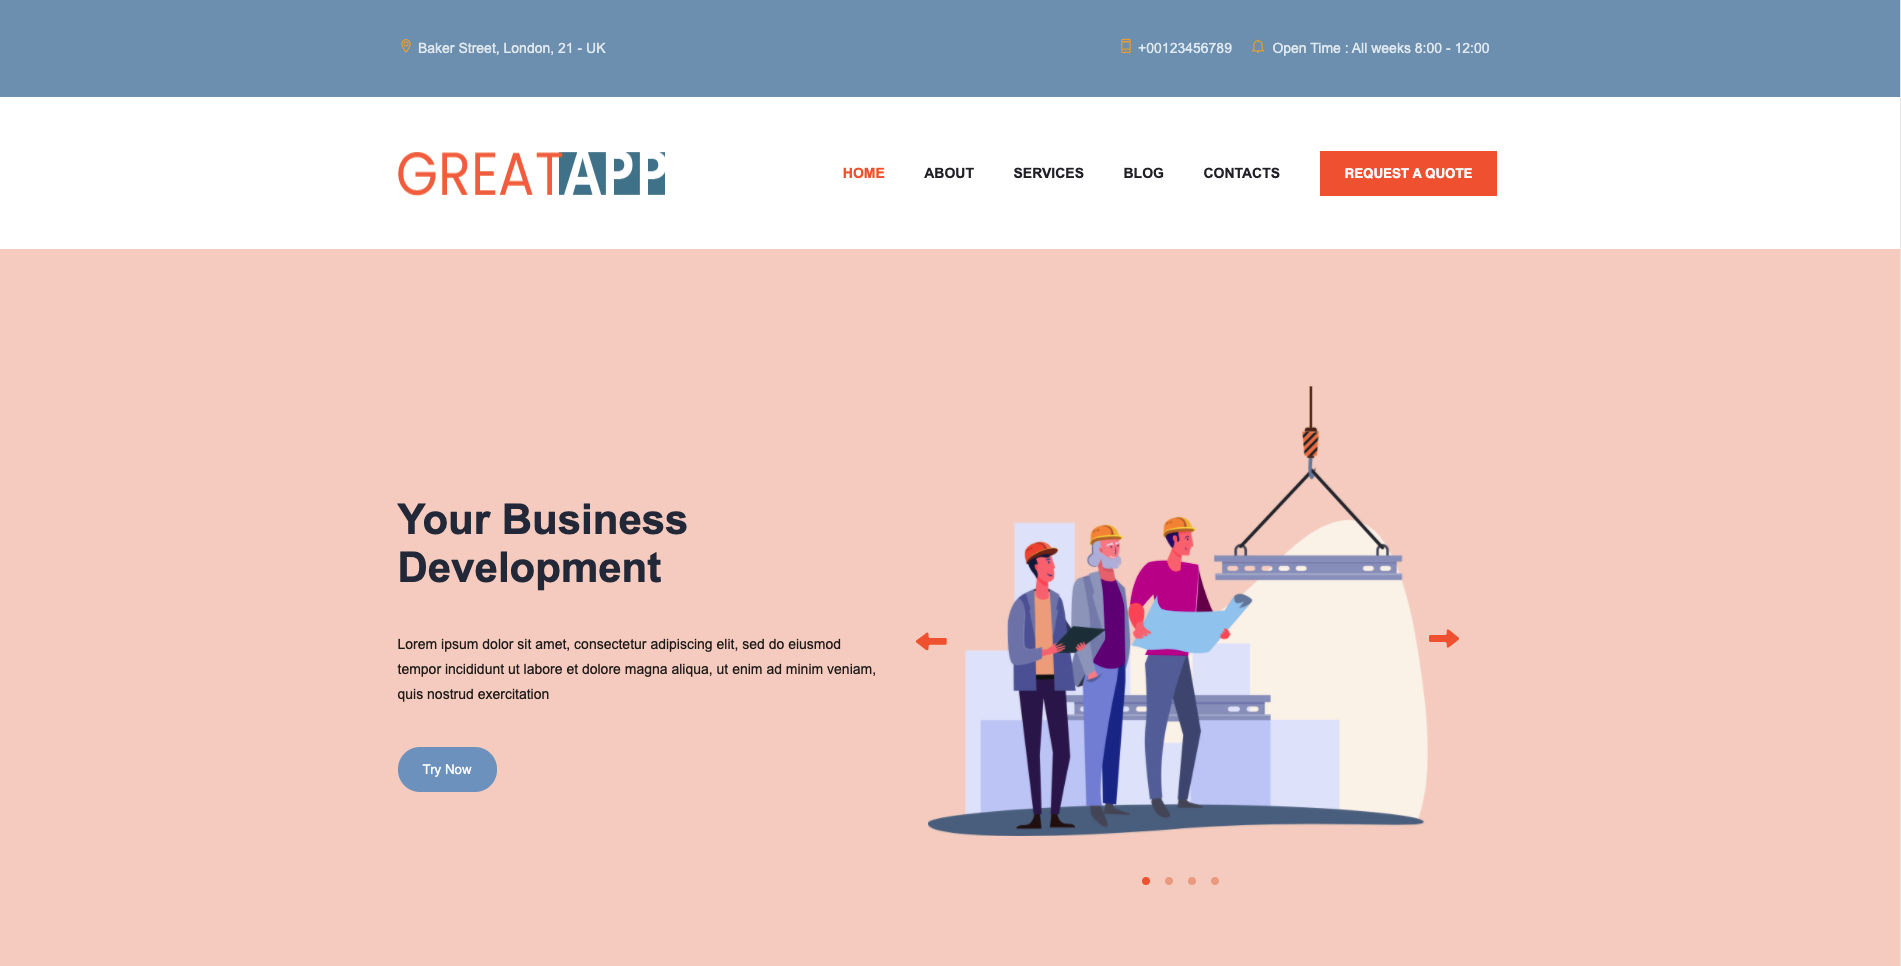 Baker Street, London, 21 - UK
+00123456789
Open Time : All weeks 8:00 - 12:00
GREATAPP
HOME
ABOUT
SERVICES
BLOG
CONTACTS
REQUEST A QUOTE
Your Business
Development
Lorem ipsum dolor sit amet, consectetur adipiscing elit, sed do eiusmod
tempor incididunt ut labore et dolore magna aliqua, ut enim ad minim veniam,
quis nostrud exercitation
Try Now